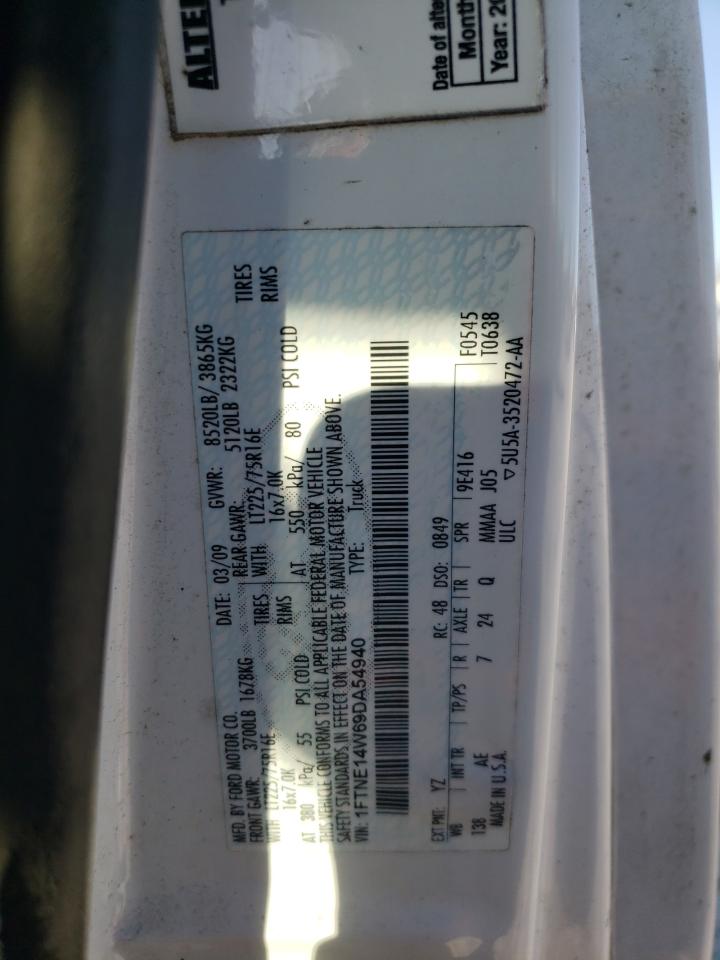 ALTE
Date of alte
Month
Year: 20
MFD. BY FORD MOTOR CO. DATE: 03/09 GVWR: 8520LB/ 3865KG
FRONT GAWR: 3700LB 1678KG REAR GAWR: 5120LB 2322KG
WITH LT225/75R16E TIRES WITH LT225/75R16E TIRES
16x7.0K RIMS 16x7.0K RIMS
AT 380 kPa/ 55 PSI COLD AT 550 kPa/ 80 PSI COLD
THIS VEHICLE CONFORMS TO ALL APPLICABLE FEDERAL MOTOR VEHICLE
SAFETY STANDARDS IN EFFECT ON THE DATE OF MANUFACTURE SHOWN ABOVE.
VIN: 1FTNE14W69DA54940 TYPE: Truck
F0545
T0638
EXT PNT: YZ RC: 48 DSO: 0849
WB INT TR TP/PS R AXLE TR SPR 9E416
138 AE 7 24 Q MMAA J05
MADE IN U.S.A. ULC ▽5U5A-3520472-AA